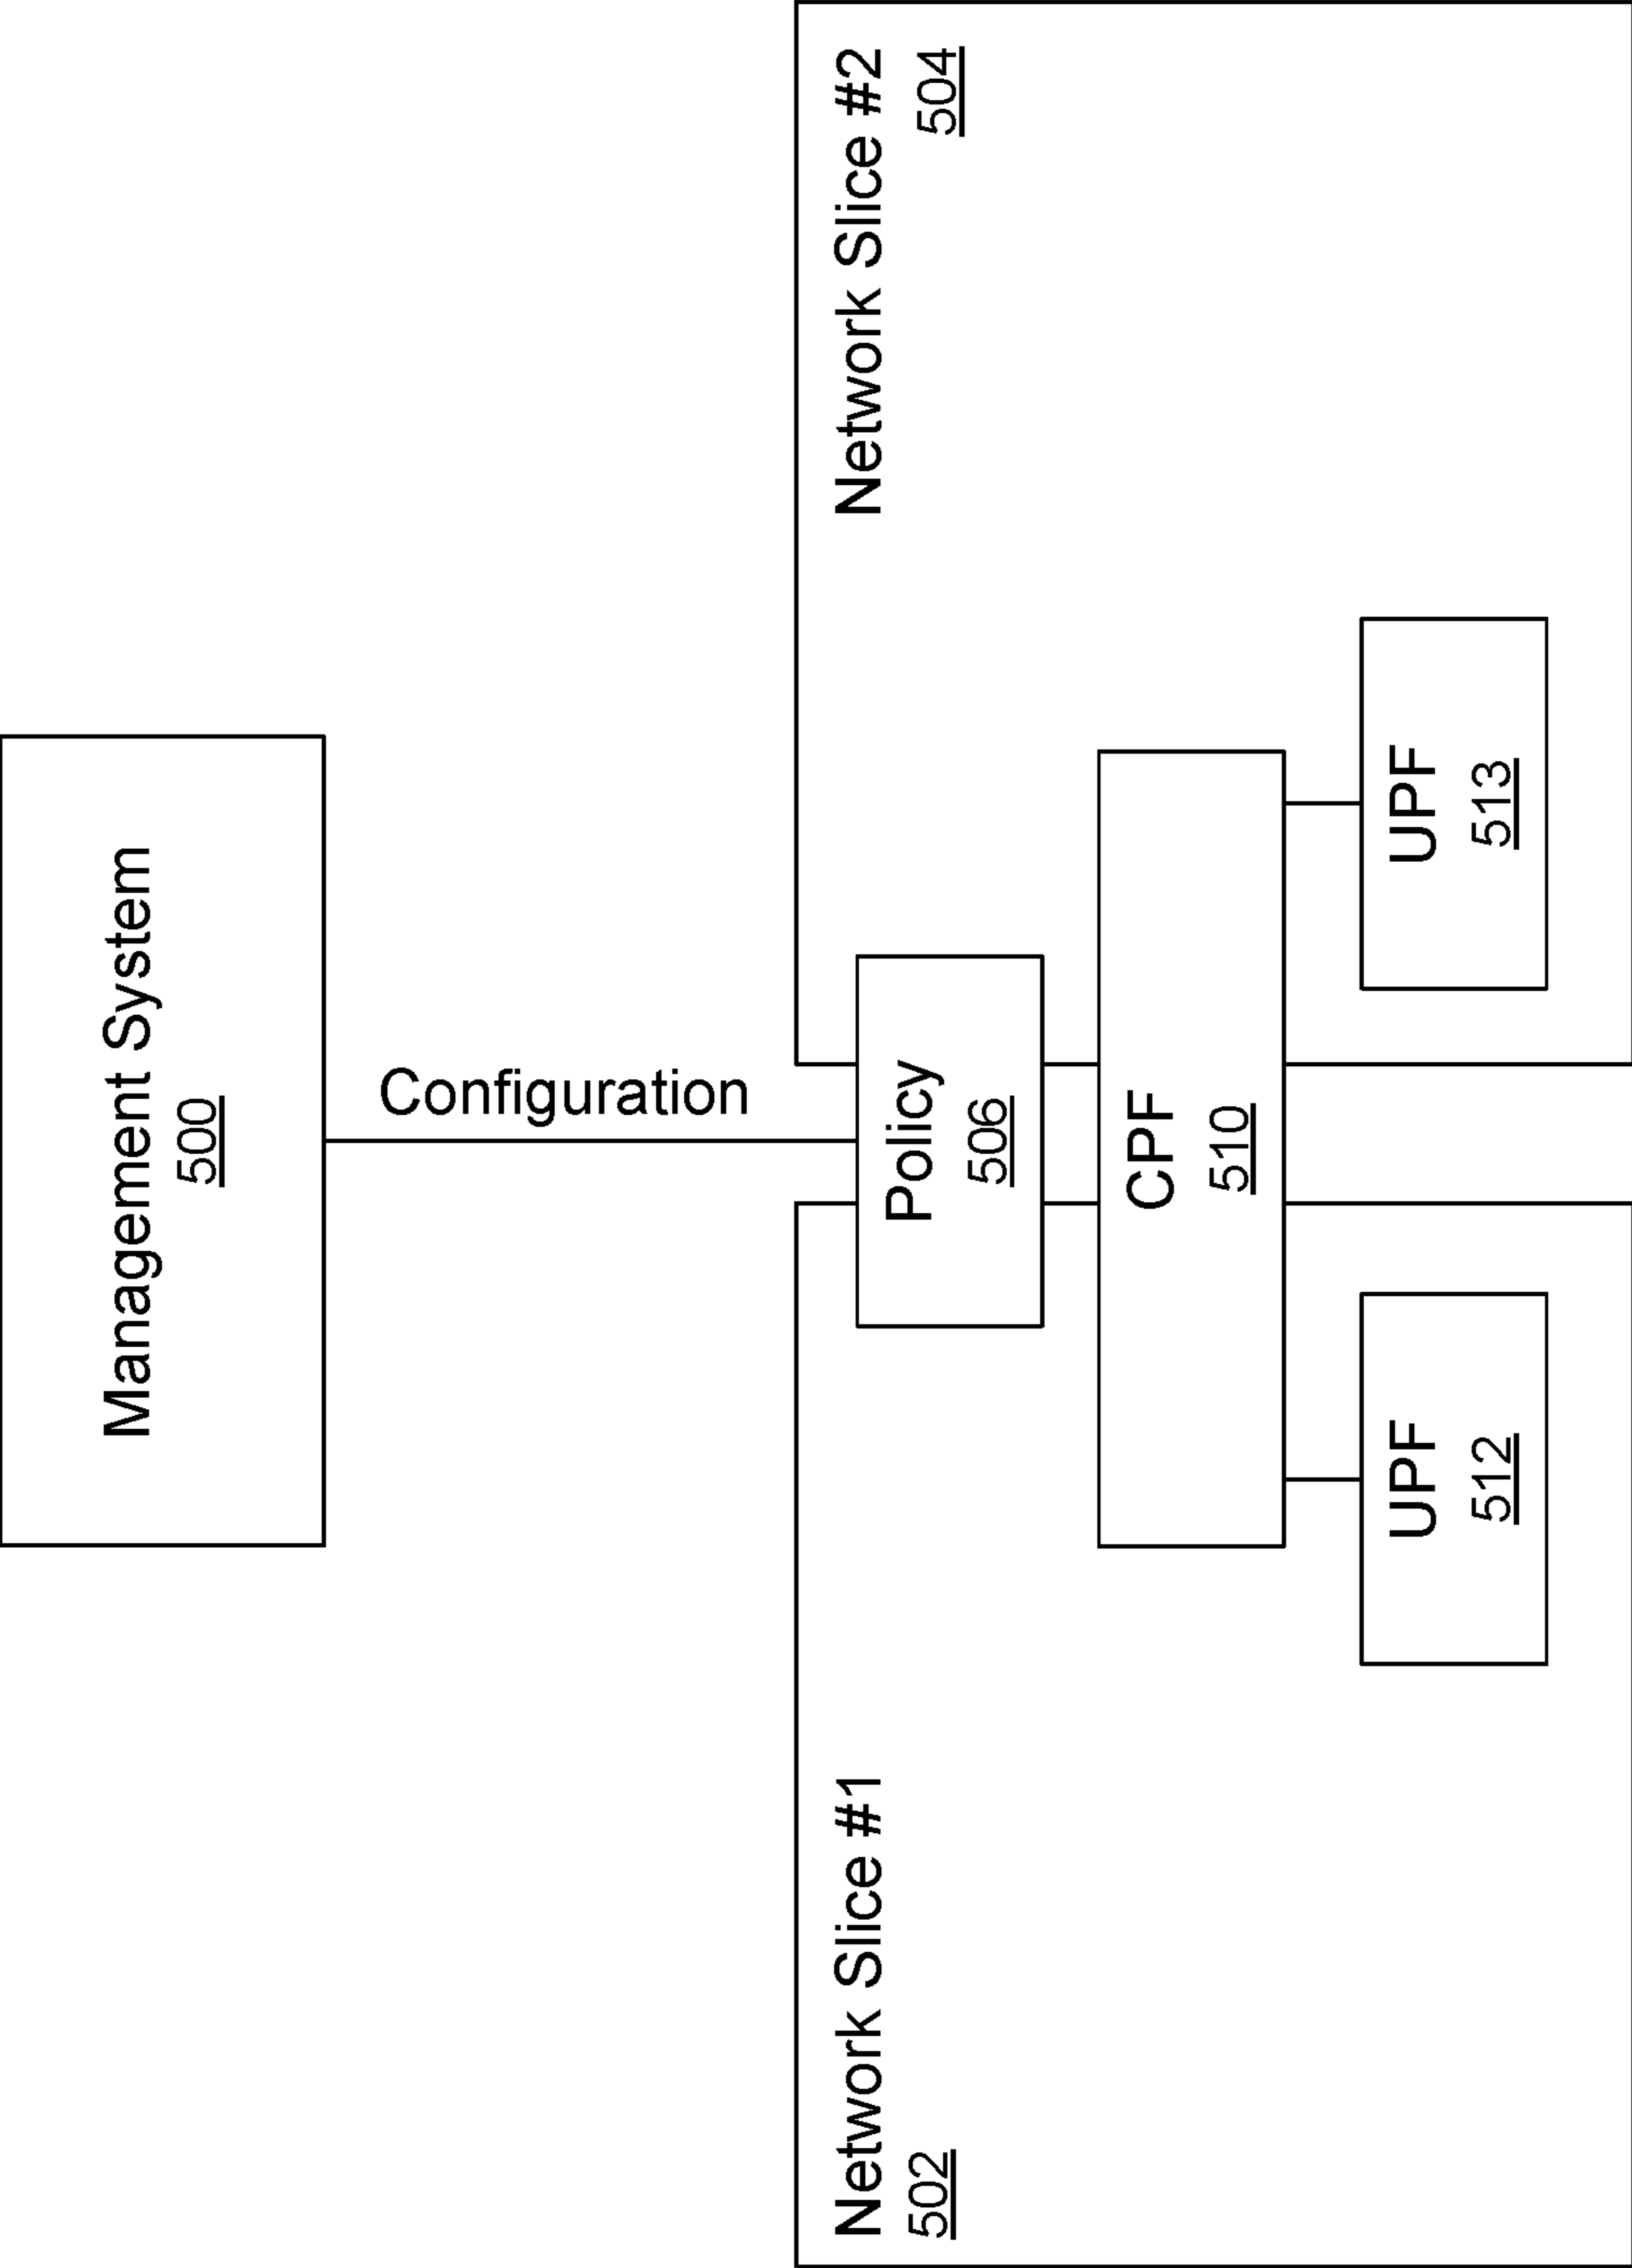 Management System
500
Configuration
Network Slice #1
502
Network Slice #2
504
Policy
506
CPF
510
UPF
512
UPF
513